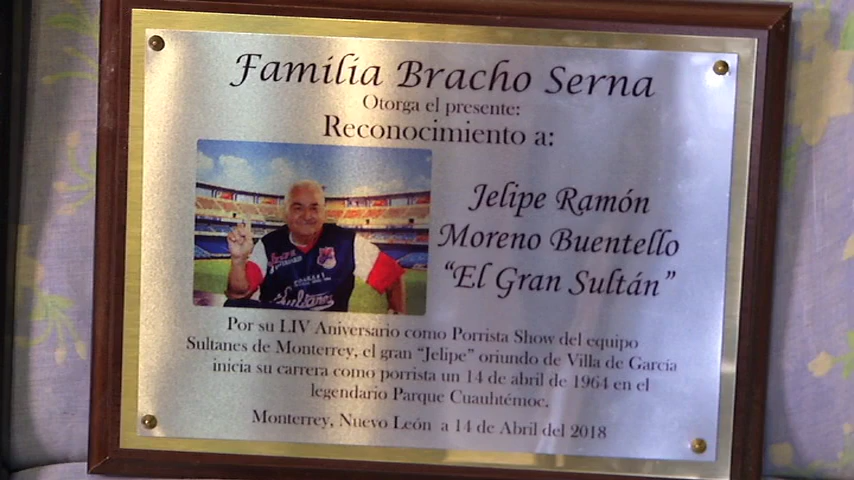 Familia Bracho Serna
Otorga el presente:
Reconocimiento a:
Jelipe Ramón
Moreno Buentello
"El Gran Sultán"
Sultanes
Por su LIV Aniversario como Porrista Show del equipo
Sultanes de Monterrey, el gran "Jelipe" oriundo de Villa de García
inicia su carrera como porrista un 14 de abril de 1964 en el
legendario Parque Cuauhtémoc.
Monterrey, Nuevo León a 14 de Abril del 2018